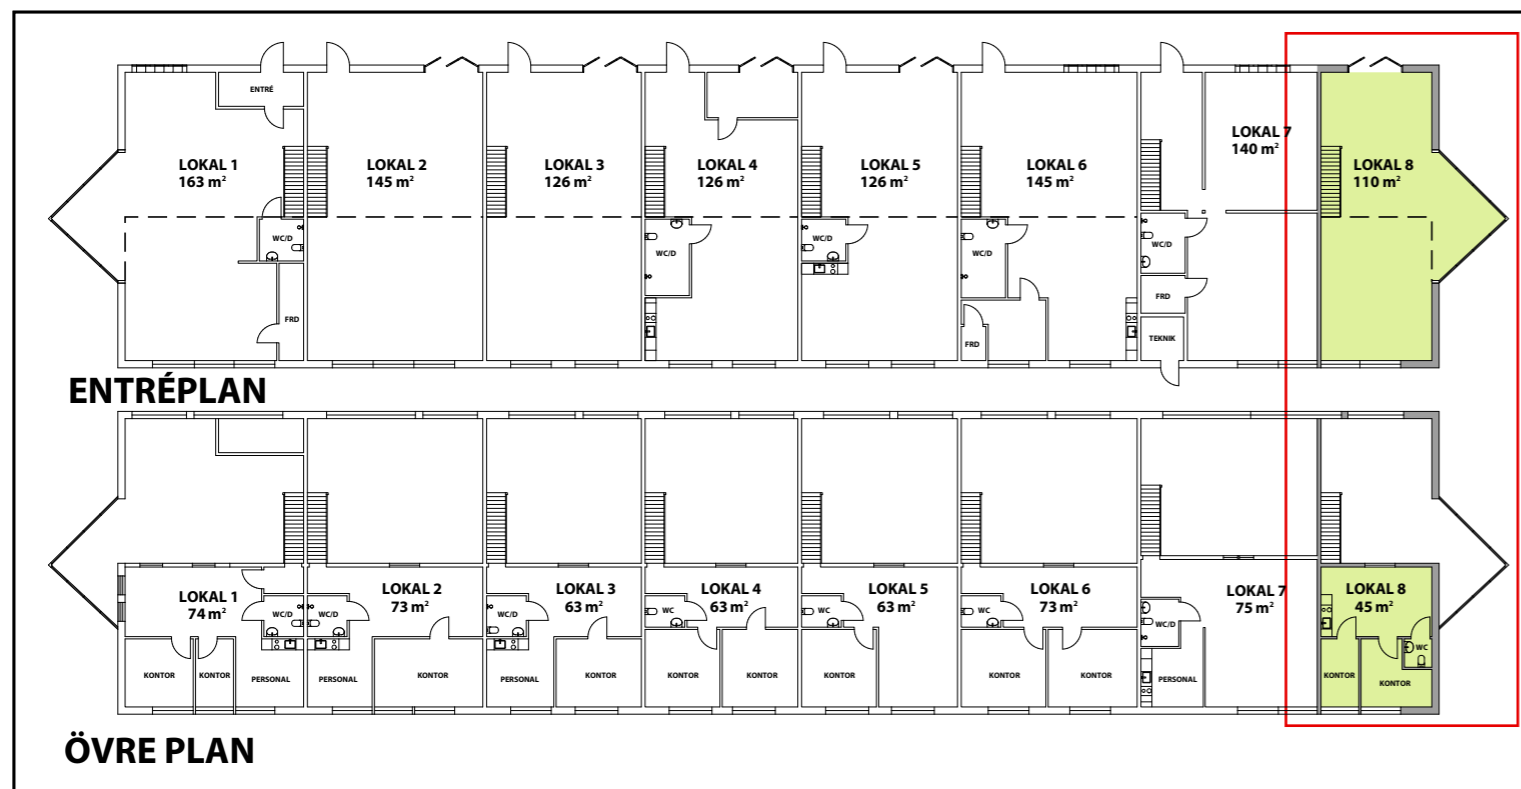 ENTRÉ
LOKAL 1
163 m²
LOKAL 2
145 m²
LOKAL 3
126 m²
LOKAL 4
126 m²
LOKAL 5
126 m²
LOKAL 6
145 m²
LOKAL 7
140 m²
LOKAL 8
110 m²
WC/D
WC/D
WC/D
WC/D
WC/D
FRD
FRD
FRD
TEKNIK
ENTRÉPLAN
LOKAL 1
74 m²
LOKAL 2
73 m²
LOKAL 3
63 m²
LOKAL 4
63 m²
LOKAL 5
63 m²
LOKAL 6
73 m²
LOKAL 7
75 m²
LOKAL 8
45 m²
WC/D
WC/D
WC/D
WC
WC
WC
WC/D
WC
KONTOR
KONTOR
PERSONAL
PERSONAL
KONTOR
PERSONAL
KONTOR
KONTOR
KONTOR
KONTOR
KONTOR
KONTOR
PERSONAL
KONTOR
KONTOR
ÖVRE PLAN